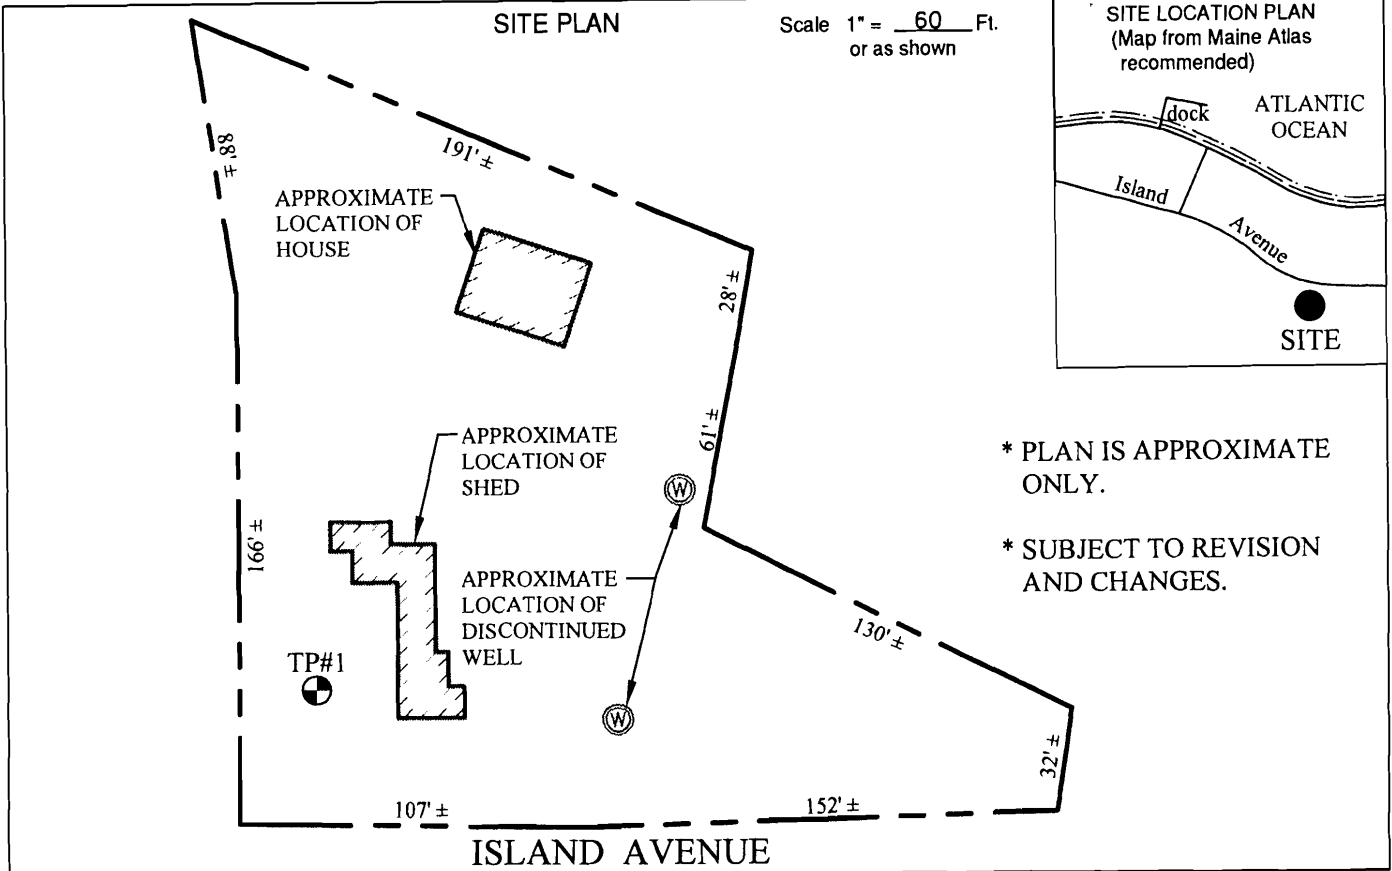 SITE PLAN
Scale 1" = 60 Ft.
or as shown
SITE LOCATION PLAN
(Map from Maine Atlas
recommended)
dock
ATLANTIC
OCEAN
Island
Avenue
SITE
88' ±
191' ±
APPROXIMATE
LOCATION OF
HOUSE
28' ±
61' ±
APPROXIMATE
LOCATION OF
SHED
W
* PLAN IS APPROXIMATE
ONLY.
* SUBJECT TO REVISION
AND CHANGES.
166' ±
APPROXIMATE
LOCATION OF
DISCONTINUED
WELL
130' ±
TP#1
W
32' ±
107' ±
152' ±
ISLAND AVENUE